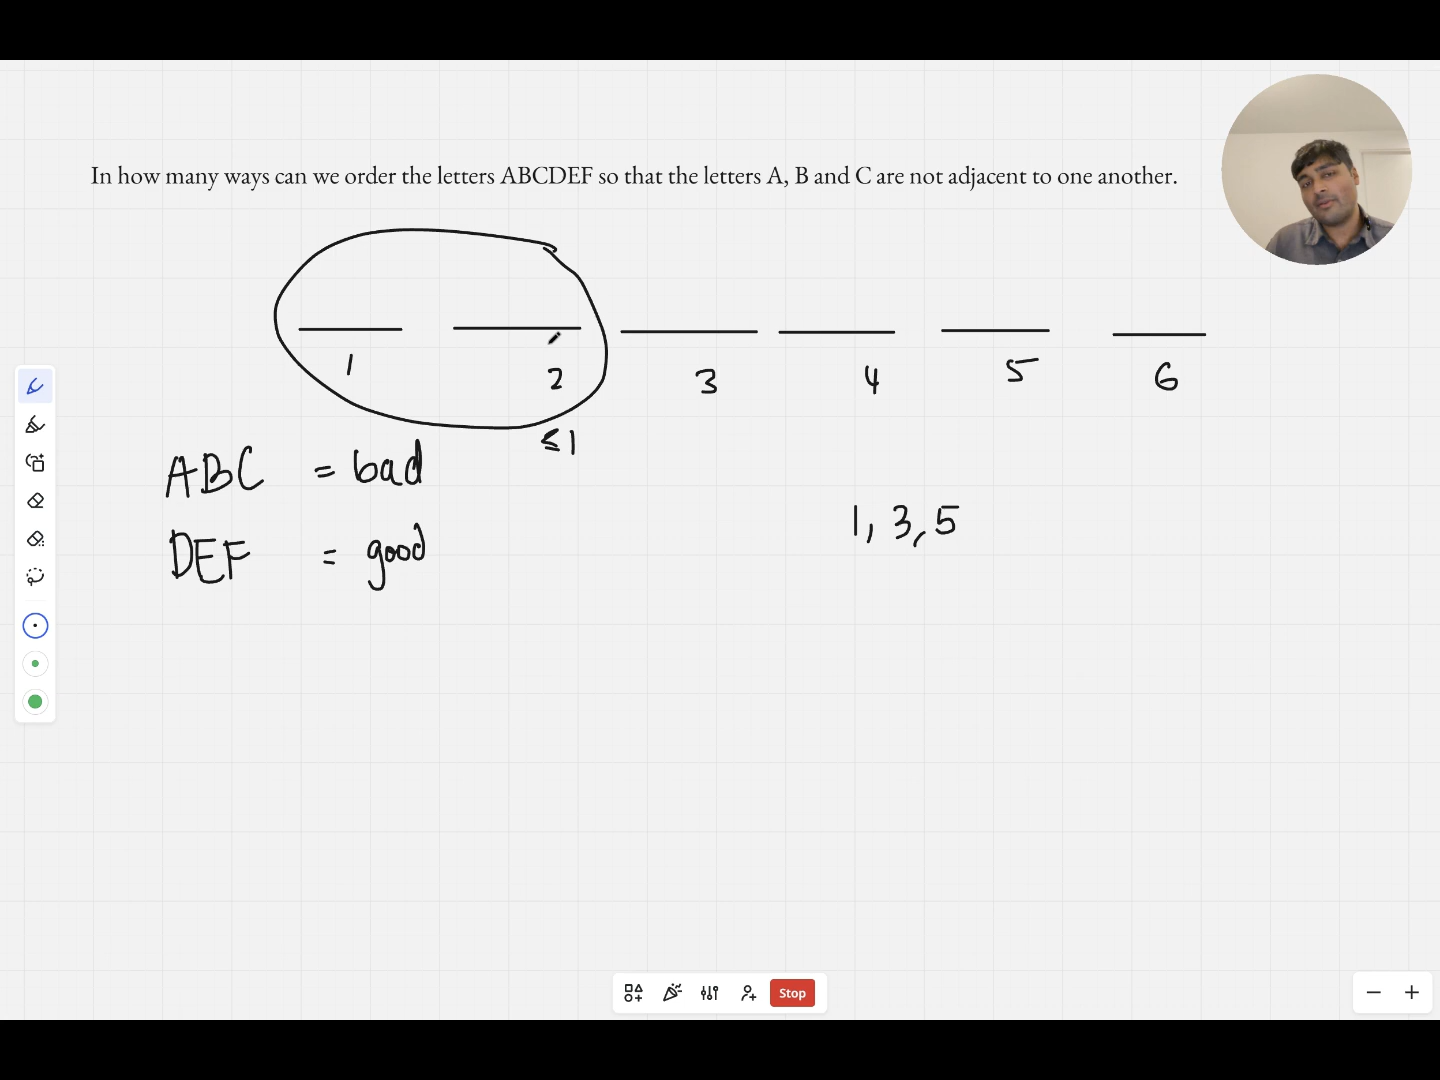 In how many ways can we order the letters ABCDEF so that the letters A, B and C are not adjacent to one another.
1 2 3 4 5 6
≤1
ABC = bad
1, 3, 5
DEF = good
Stop